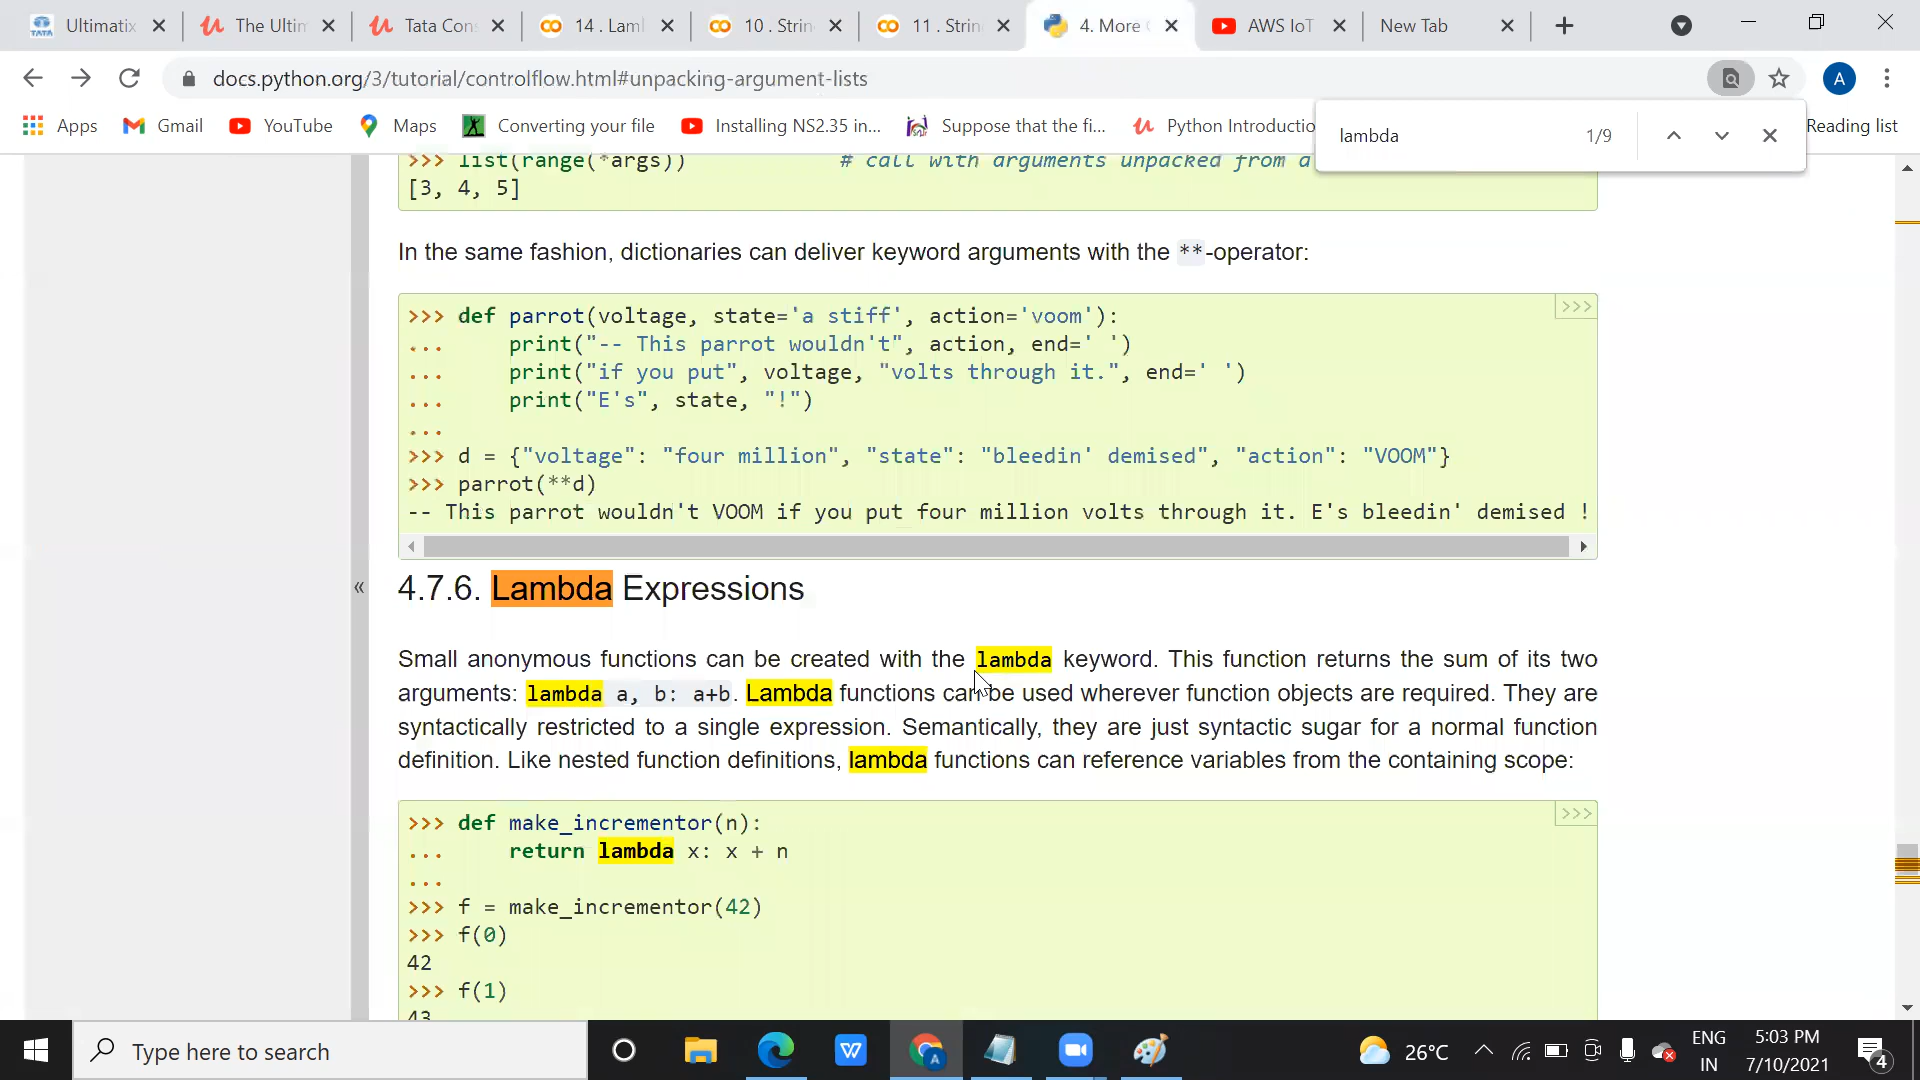 Ultimatix
The Ultim
Tata Cons
14 . Laml
10 . Strin
11 . Strin
4. More
AWS IoT
New Tab
docs.python.org/3/tutorial/controlflow.html#unpacking-argument-lists
A
Apps
Gmail
YouTube
Maps
Converting your file
Installing NS2.35 in...
Suppose that the fi...
Python Introductio
lambda
1/9
Reading list
>>> list(range(*args)) # call with arguments unpacked from a
[3, 4, 5]
In the same fashion, dictionaries can deliver keyword arguments with the **-operator:
>>>
>>> def parrot(voltage, state='a stiff', action='voom'):
... print("-- This parrot wouldn't", action, end=' ')
... print("if you put", voltage, "volts through it.", end=' ')
... print("E's", state, "!")
...
>>> d = {"voltage": "four million", "state": "bleedin' demised", "action": "VOOM"}
>>> parrot(**d)
-- This parrot wouldn't VOOM if you put four million volts through it. E's bleedin' demised !
«
4.7.6. Lambda Expressions
Small anonymous functions can be created with the lambda keyword. This function returns the sum of its two
arguments: lambda a, b: a+b. Lambda functions can be used wherever function objects are required. They are
syntactically restricted to a single expression. Semantically, they are just syntactic sugar for a normal function
definition. Like nested function definitions, lambda functions can reference variables from the containing scope:
>>>
>>> def make_incrementor(n):
... return lambda x: x + n
...
>>> f = make_incrementor(42)
>>> f(0)
42
>>> f(1)
43
Type here to search
26°C
ENG
IN
5:03 PM
7/10/2021
4